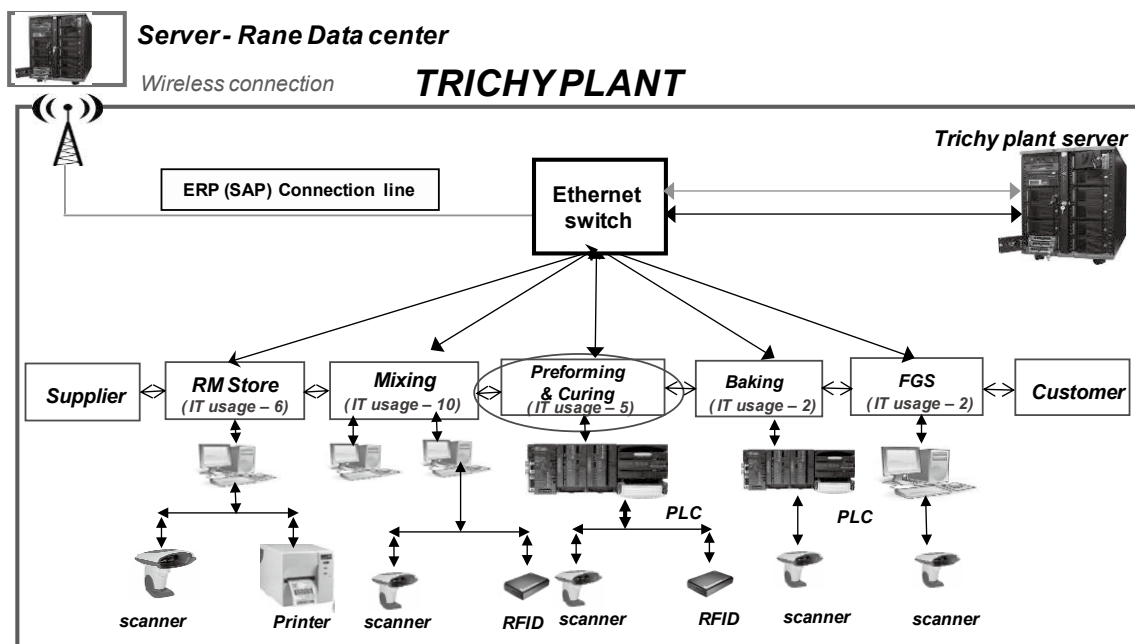 Server - Rane Data center
Wireless connection
TRICHY PLANT
Trichy plant server
ERP (SAP) Connection line
Ethernet
switch
Supplier
RM Store
(IT usage – 6)
Mixing
(IT usage – 10)
Preforming
& Curing
(IT usage – 5)
Baking
(IT usage – 2)
FGS
(IT usage – 2)
Customer
PLC
PLC
scanner
Printer
scanner
RFID
scanner
RFID
scanner
scanner